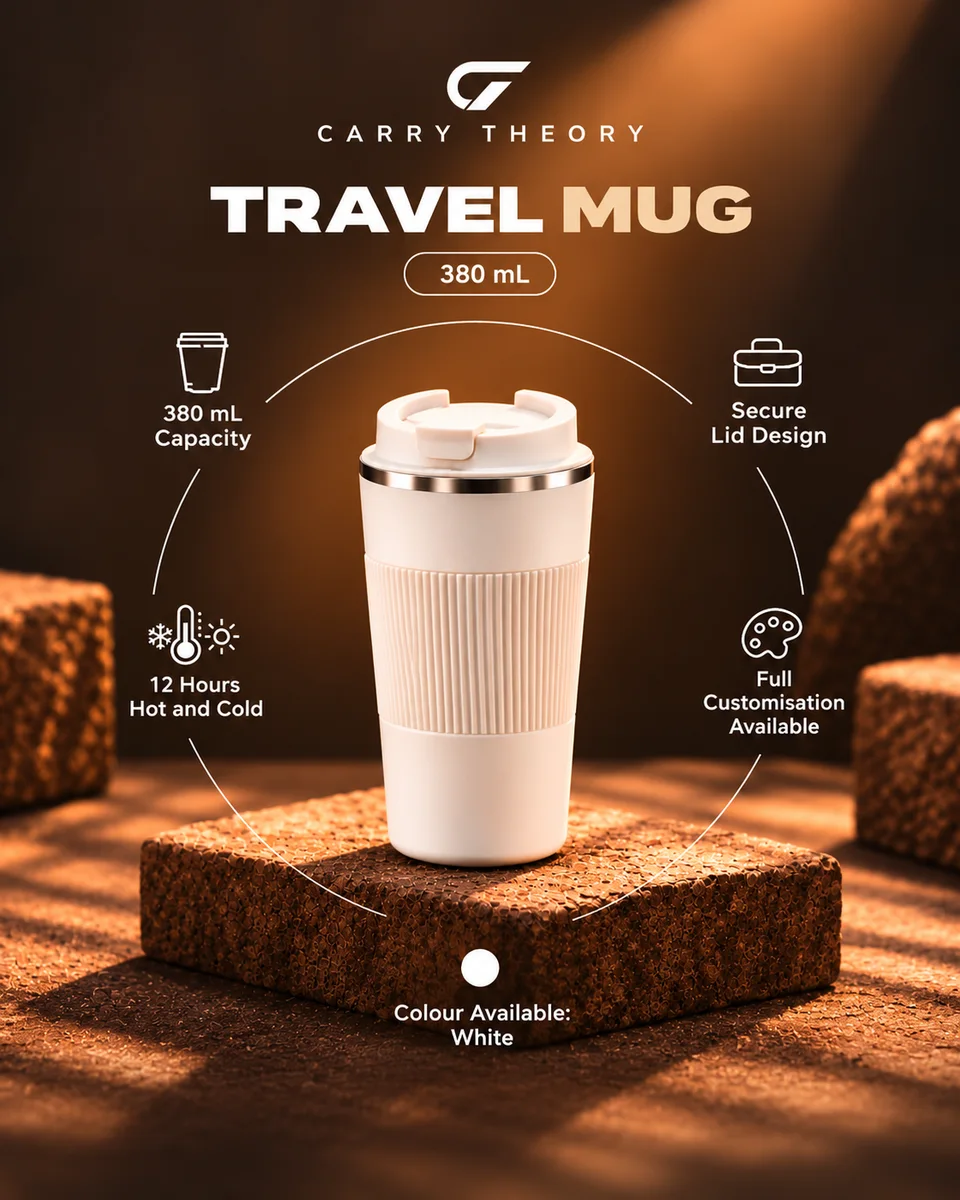 CARRY THEORY
TRAVEL MUG
380 mL
380 mL
Capacity
Secure
Lid Design
12 Hours
Hot and Cold
Full
Customisation
Available
Colour Available:
White